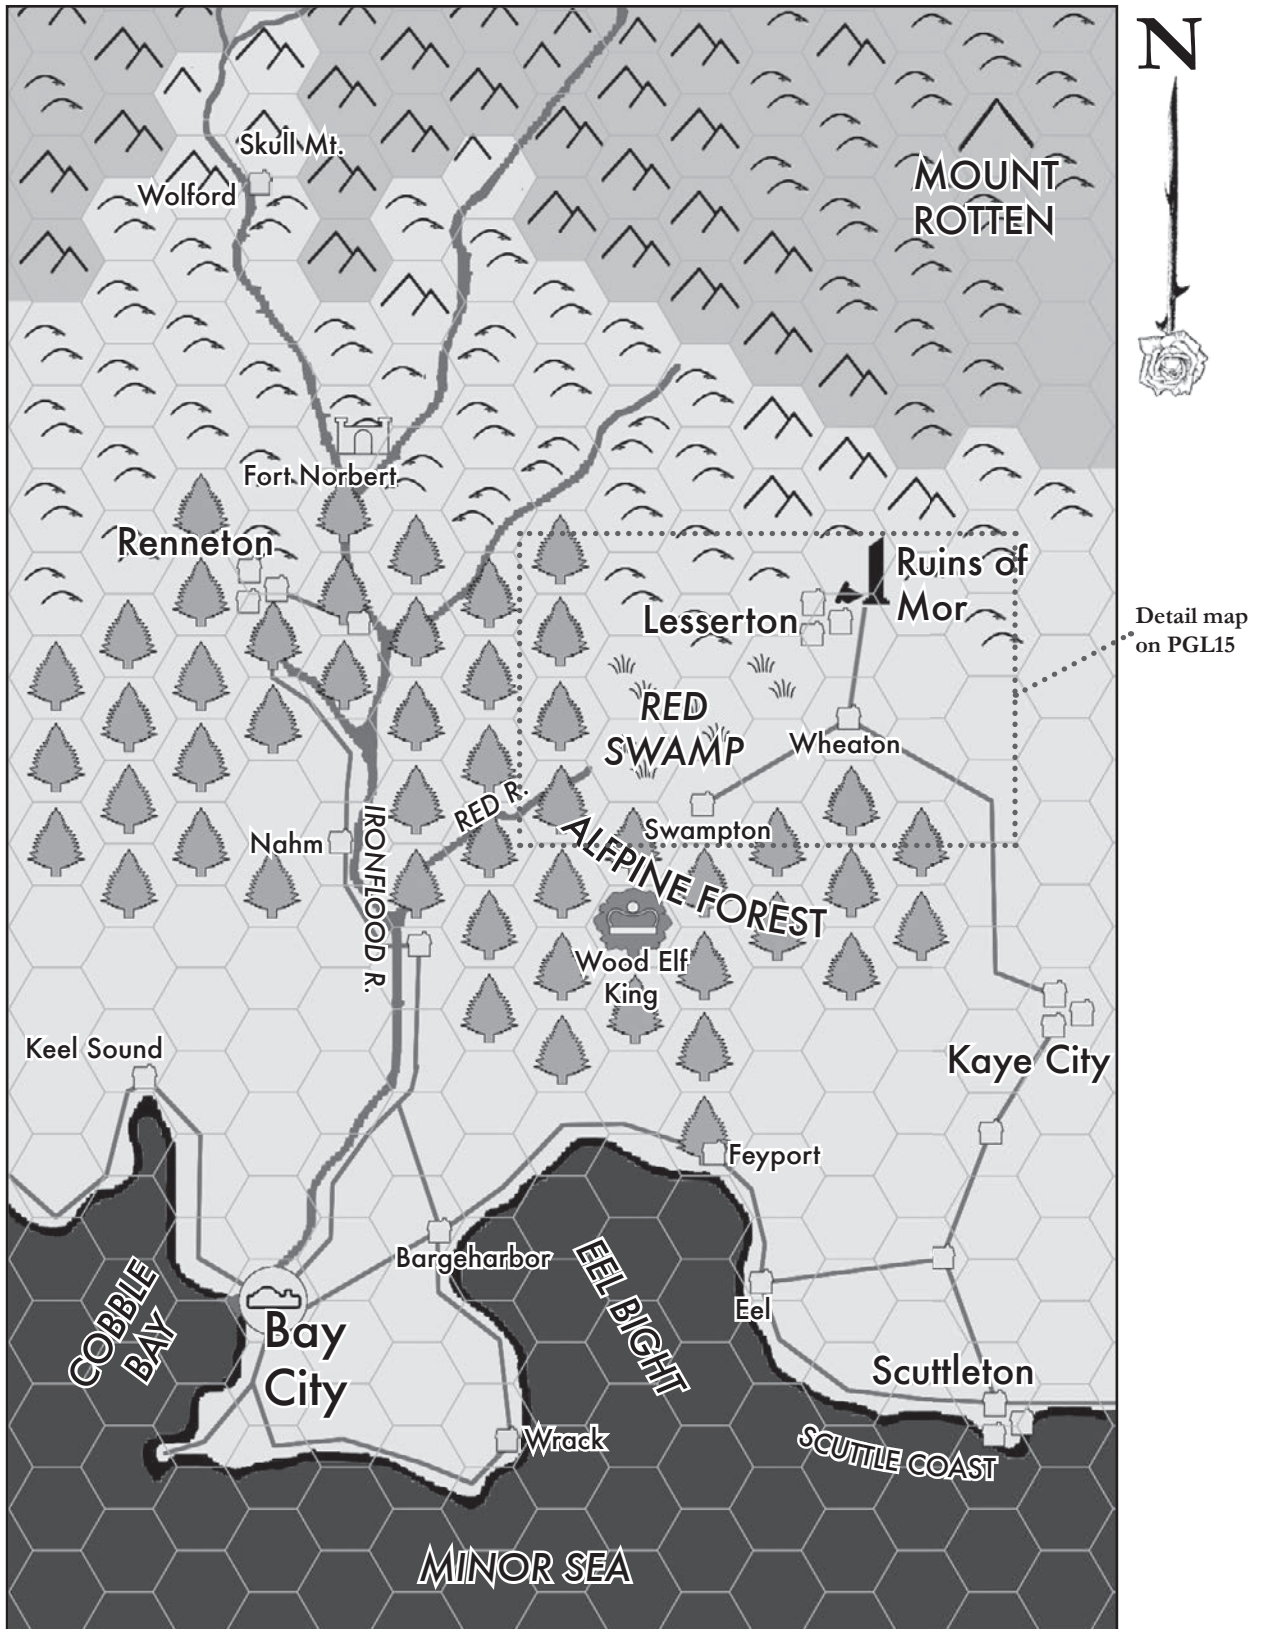 N
Skull Mt.
Wolford
MOUNT
ROTTEN
Fort Norbert
Renneton
Ruins of
Mor
Lesserton
Detail map
on PGL15
RED
SWAMP
Wheaton
RED R.
IRONFLOOD R.
Nahm
Swampton
ALFPINE FOREST
Wood Elf
King
Keel Sound
Kaye City
Feyport
Bargeharbor
EEL BIGHT
COBBLE
BAY
Eel
Bay
City
Scuttleton
Wrack
SCUTTLE COAST
MINOR SEA